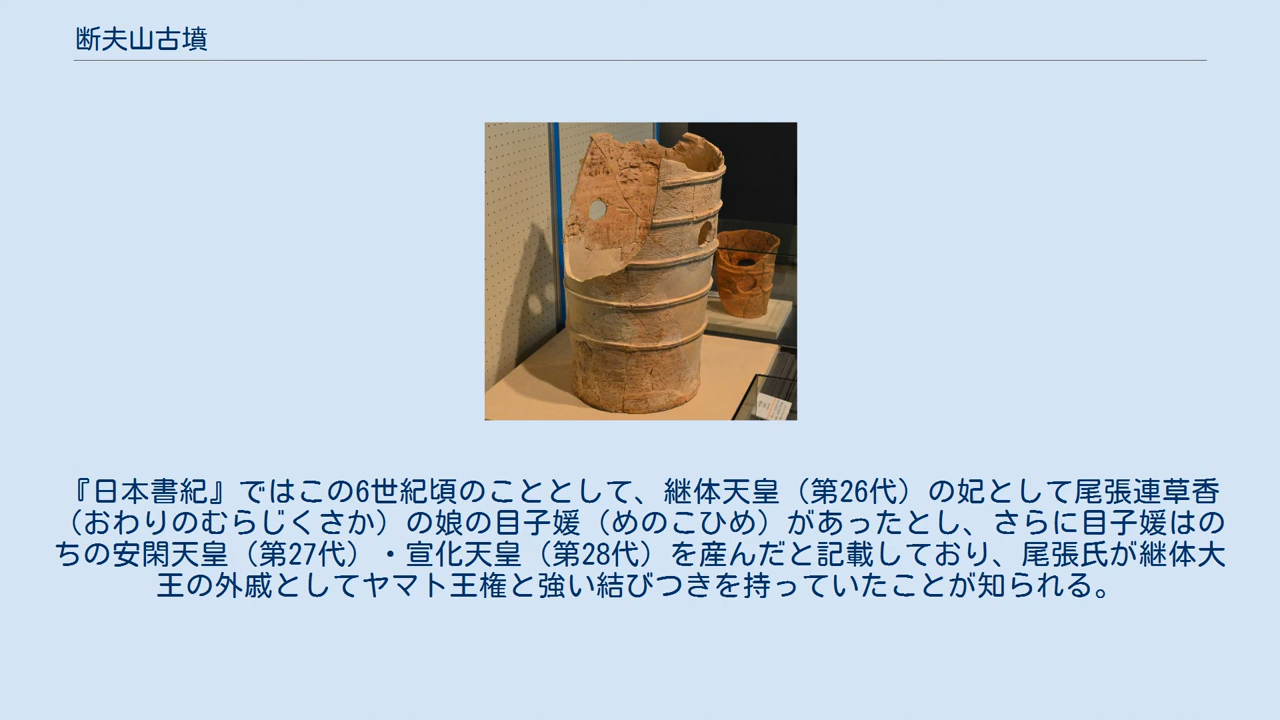 断夫山古墳
『日本書紀』ではこの6世紀頃のこととして、継体天皇（第26代）の妃として尾張連草香
（おわりのむらじくさか）の娘の目子媛（めのこひめ）があったとし、さらに目子媛はの
ちの安閑天皇（第27代）・宣化天皇（第28代）を産んだと記載しており、尾張氏が継体大
王の外戚としてヤマト王権と強い結びつきを持っていたことが知られる。